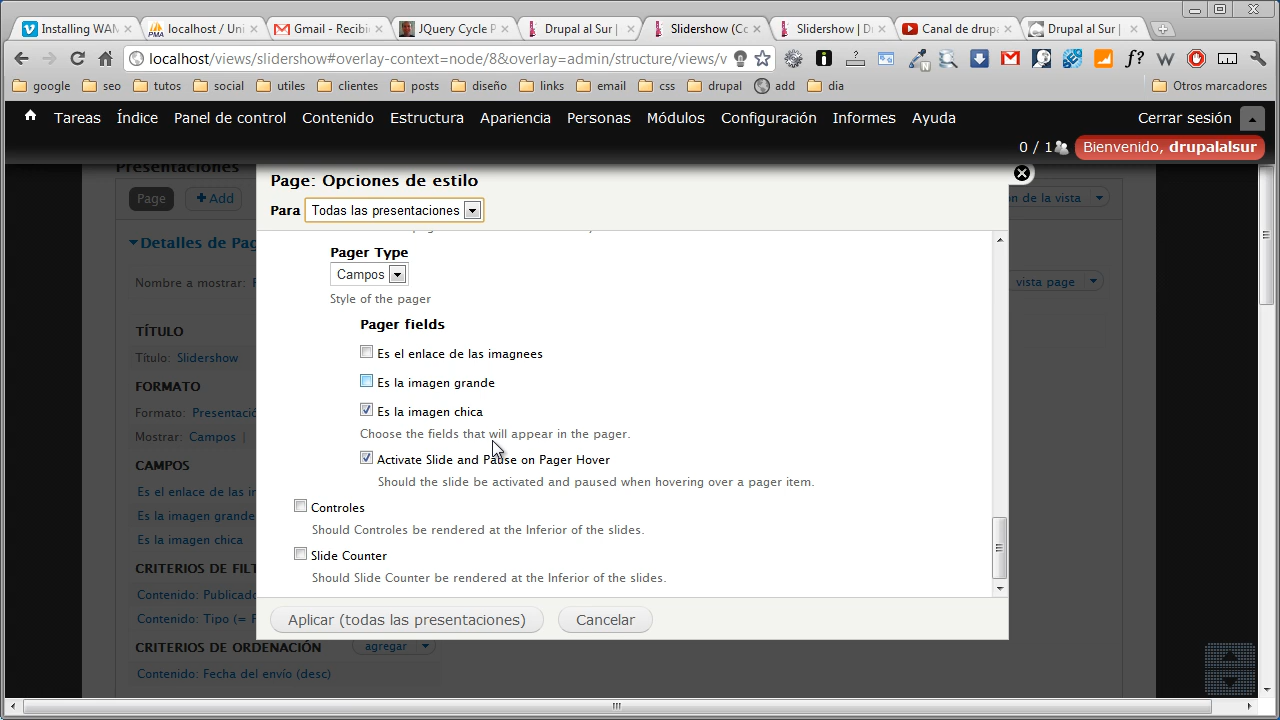 Installing WAM
localhost / Uni
Gmail - Recibi
JQuery Cycle P
Drupal al Sur |
Slidershow (Co
Slidershow | D
Canal de drupa
Drupal al Sur |
localhost/views/slidershow#overlay-context=node/8&overlay=admin/structure/views/v
google seo tutos social utiles clientes posts diseño links email css drupal add dia Otros marcadores
Tareas Índice Panel de control Contenido Estructura Apariencia Personas Módulos Configuração Informes Ayuda Cerrar sesión
0 / 1 Bienvenido, drupalalsur
Presentaciones
Page + Add
ón de la vista
Detalles de Pag
Nombre a mostrar:
vista page
TÍTULO
Título: Slidershow
FORMATO
Formato: Presentació
Mostrar: Campos |
CAMPOS
Es el enlace de las in
Es la imagen grande
Es la imagen chica
CRITERIOS DE FILT
Contenido: Publicado
Contenido: Tipo (= P
CRITERIOS DE ORDENACIÓN
agregar
Contenido: Fecha del envío (desc)
Page: Opciones de estilo
Para Todas las presentaciones
Pager Type
Campos
Style of the pager
Pager fields
Es el enlace de las imagnees
Es la imagen grande
Es la imagen chica
Choose the fields that will appear in the pager.
Activate Slide and Pause on Pager Hover
Should the slide be activated and paused when hovering over a pager item.
Controles
Should Controles be rendered at the Inferior of the slides.
Slide Counter
Should Slide Counter be rendered at the Inferior of the slides.
Aplicar (todas las presentaciones) Cancelar